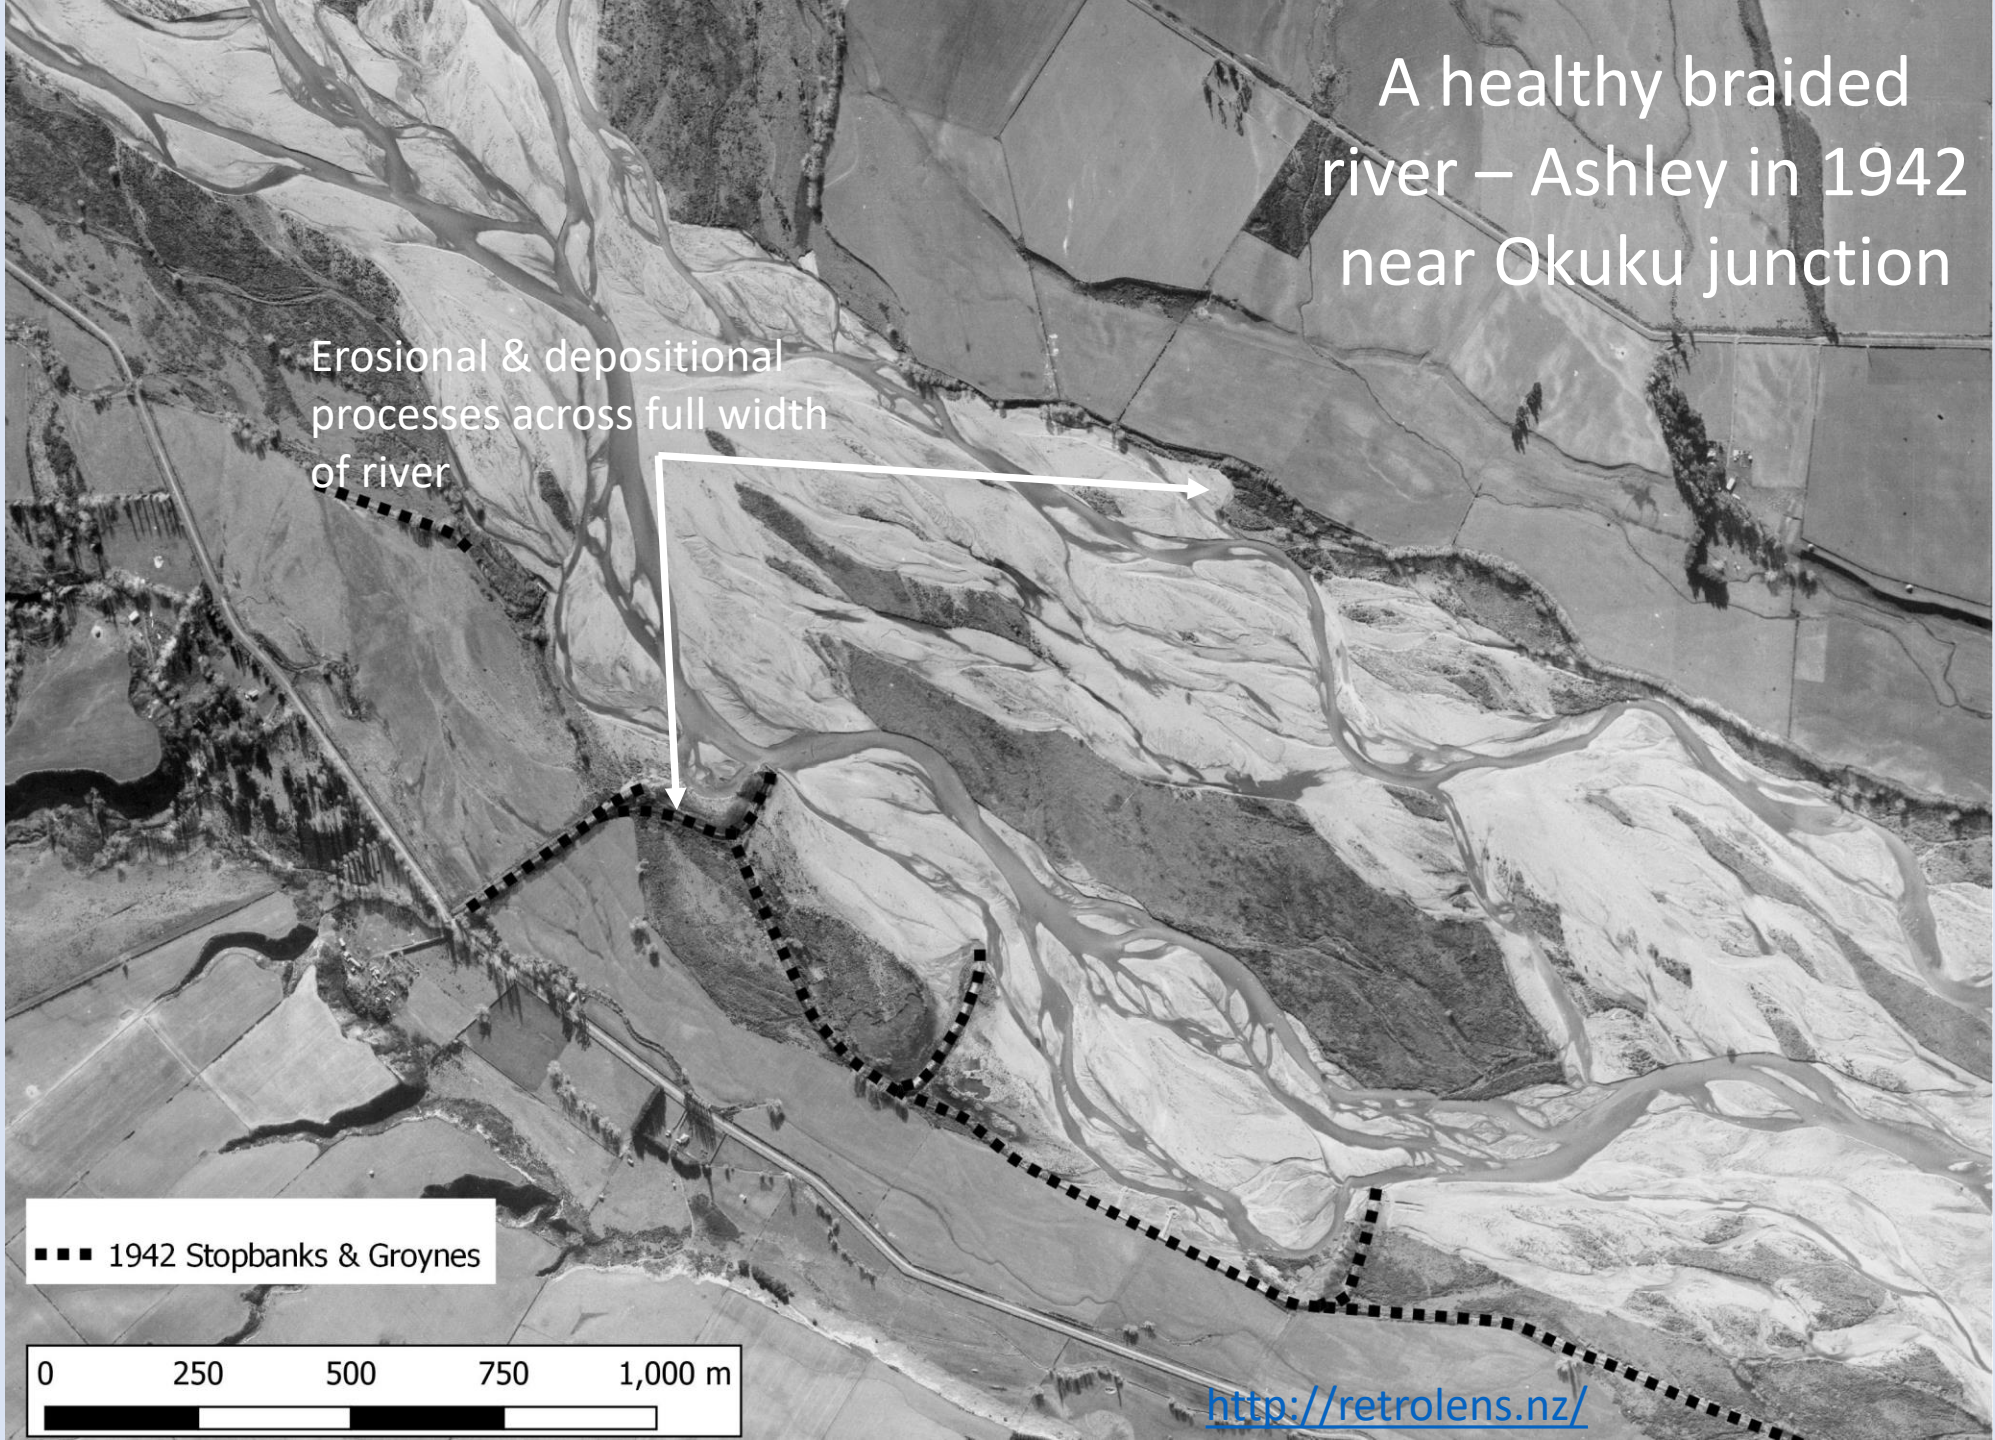 A healthy braided
river – Ashley in 1942
near Okuku junction
Erosional & depositional
processes across full width
of river
1942 Stopbanks & Groynes
0 250 500 750 1,000 m
http://retrolens.nz/